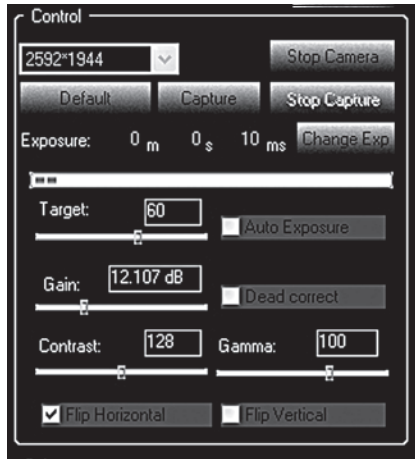 Control
2592*1944 Stop Camera
Default Capture Stop Capture
Exposure: 0 m 0 s 10 ms Change Exp
Target: 60 Auto Exposure
Gain: 12.107 dB Dead correct
Contrast: 128 Gamma: 100
Flip Horizontal Flip Vertical